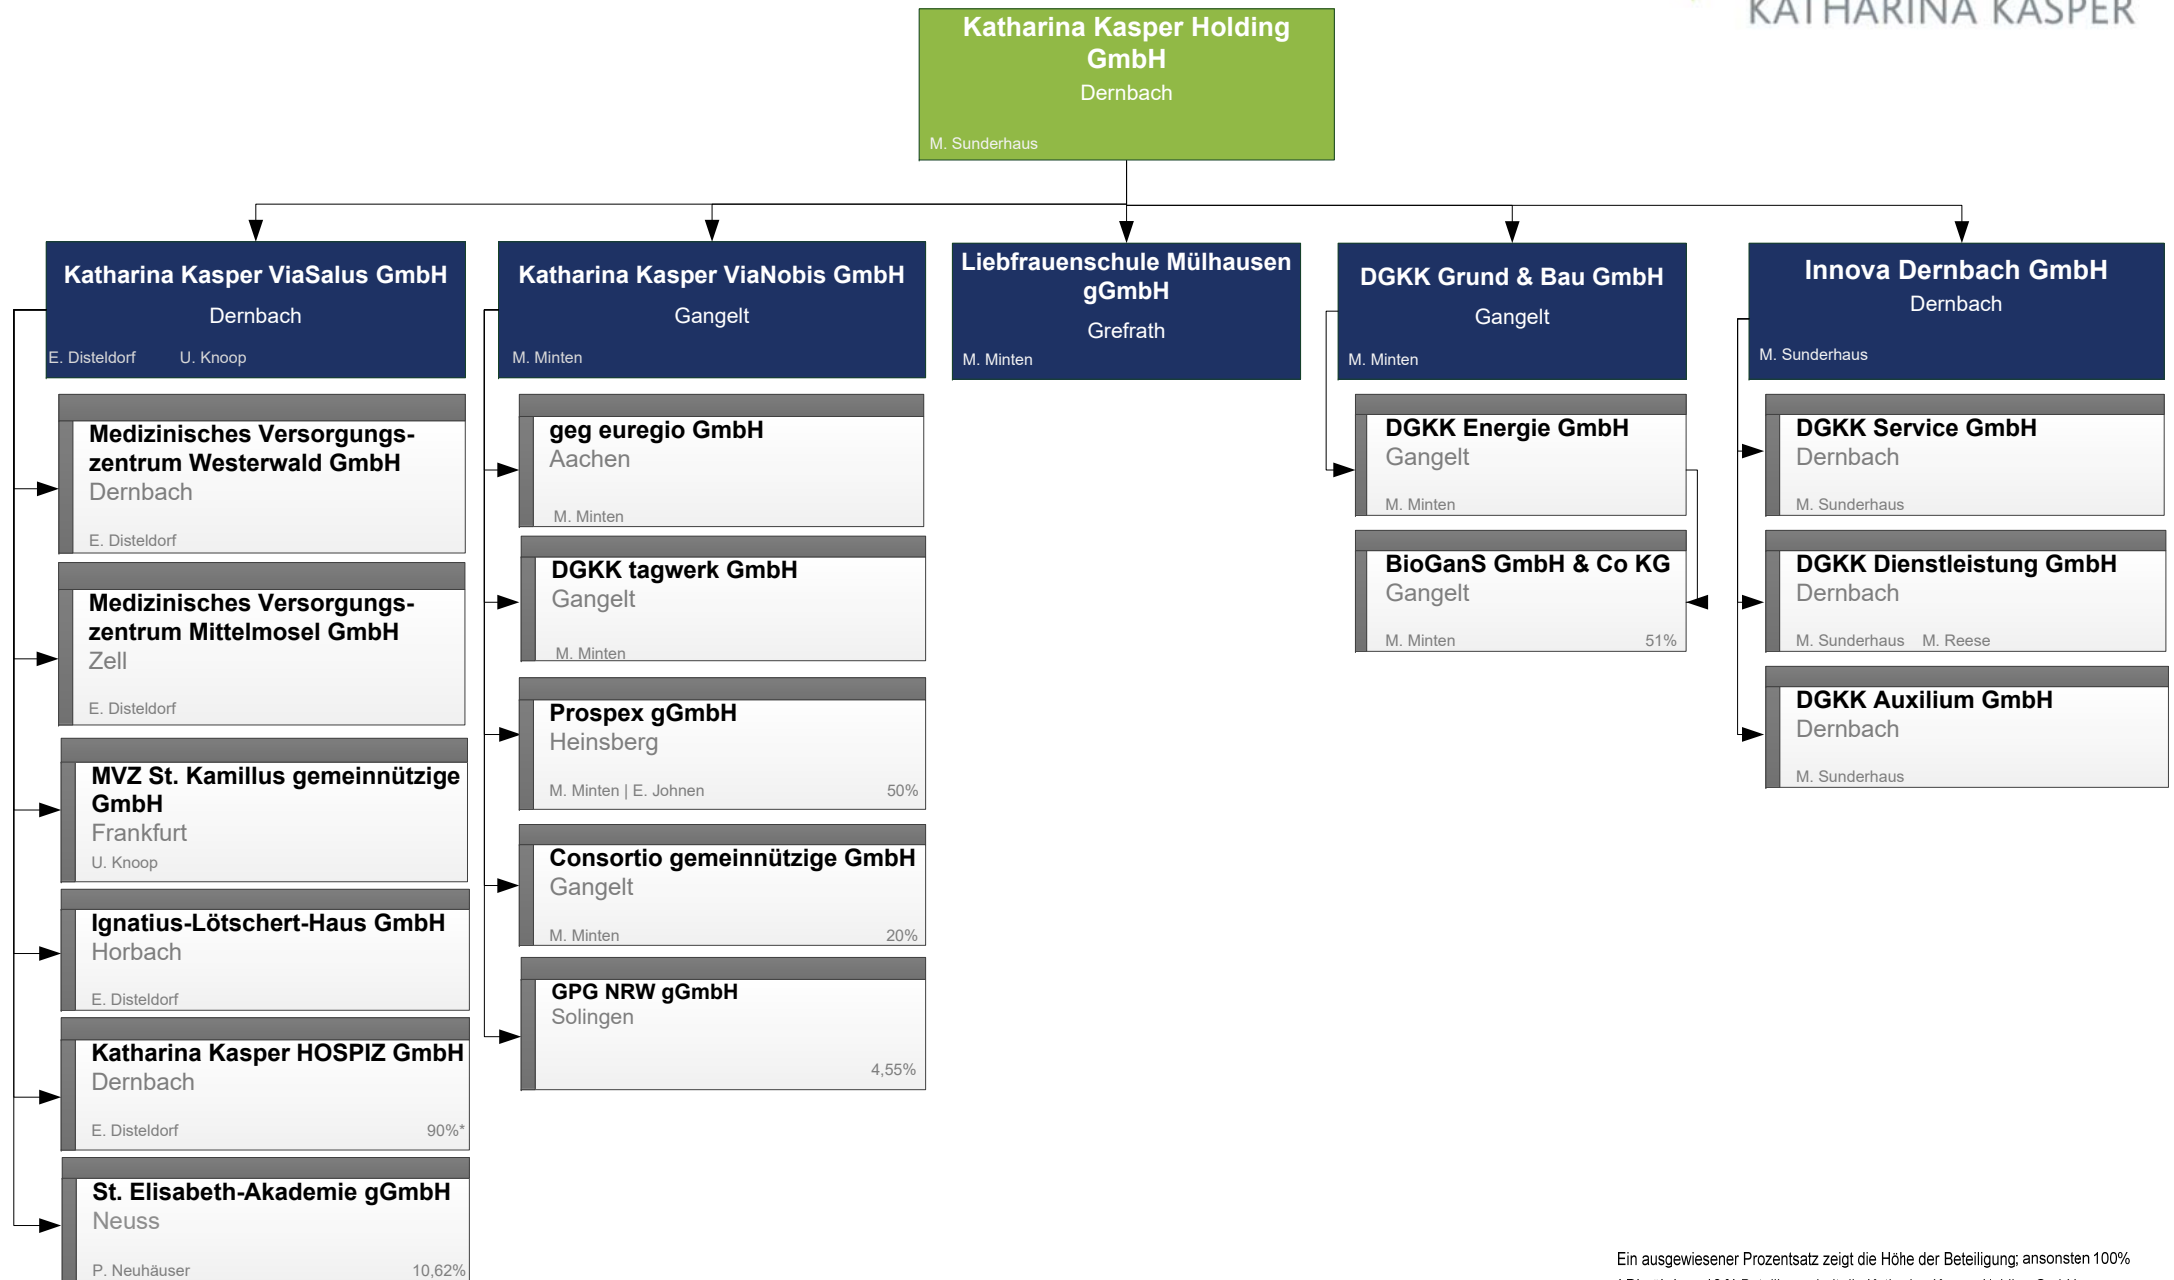 KATHARINA KASPER
Katharina Kasper Holding
GmbH
Dernbach
M. Sunderhaus
Katharina Kasper ViaSalus GmbH
Dernbach
E. Disteldorf U. Knoop
Medizinisches Versorgungs-
zentrum Westerwald GmbH
Dernbach
E. Disteldorf
Medizinisches Versorgungs-
zentrum Mittelmosel GmbH
Zell
E. Disteldorf
MVZ St. Kamillus gemeinnützige
GmbH
Frankfurt
U. Knoop
Ignatius-Lötschert-Haus GmbH
Horbach
E. Disteldorf
Katharina Kasper HOSPIZ GmbH
Dernbach
E. Disteldorf 90%*
St. Elisabeth-Akademie gGmbH
Neuss
P. Neuhäuser 10,62%
Katharina Kasper ViaNobis GmbH
Gangelt
M. Minten
geg euregio GmbH
Aachen
M. Minten
DGKK tagwerk GmbH
Gangelt
M. Minten
Prospex gGmbH
Heinsberg
M. Minten | E. Johnen 50%
Consortio gemeinnützige GmbH
Gangelt
M. Minten 20%
GPG NRW gGmbH
Solingen
4,55%
Liebfrauenschule Mülhausen
gGmbH
Grefrath
M. Minten
DGKK Grund & Bau GmbH
Gangelt
M. Minten
DGKK Energie GmbH
Gangelt
M. Minten
BioGanS GmbH & Co KG
Gangelt
M. Minten 51%
Innova Dernbach GmbH
Dernbach
M. Sunderhaus
DGKK Service GmbH
Dernbach
M. Sunderhaus
DGKK Dienstleistung GmbH
Dernbach
M. Sunderhaus M. Reese
DGKK Auxilium GmbH
Dernbach
M. Sunderhaus
Ein ausgewiesener Prozentsatz zeigt die Höhe der Beteiligung; ansonsten 100%